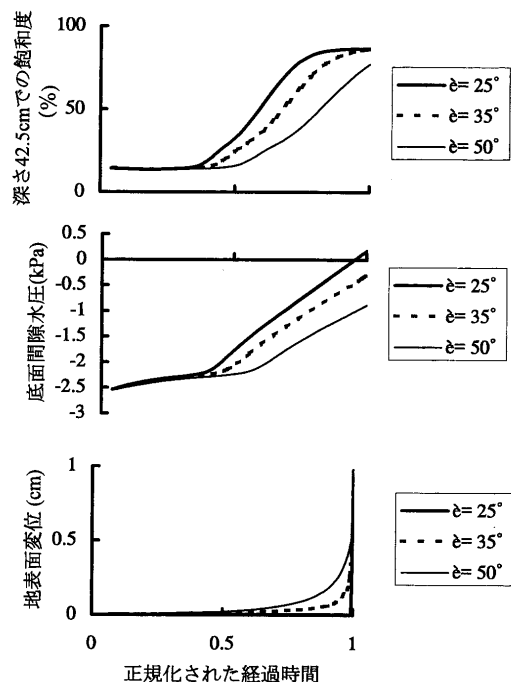 深さ42.5cmでの飽和度
(%)
100
50
0
è= 25°
è= 35°
è= 50°
底面間隙水圧(kPa)
0.5
0
-0.5
-1
-1.5
-2
-2.5
-3
è= 25°
è= 35°
è= 50°
地表面変位 (cm)
1
0.5
0
è= 25°
è= 35°
è= 50°
0
0.5
1
正規化された経過時間